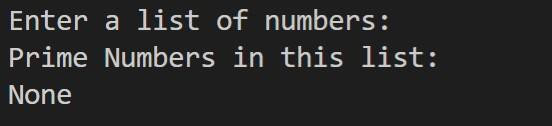 Enter a list of numbers:
Prime Numbers in this list:
None